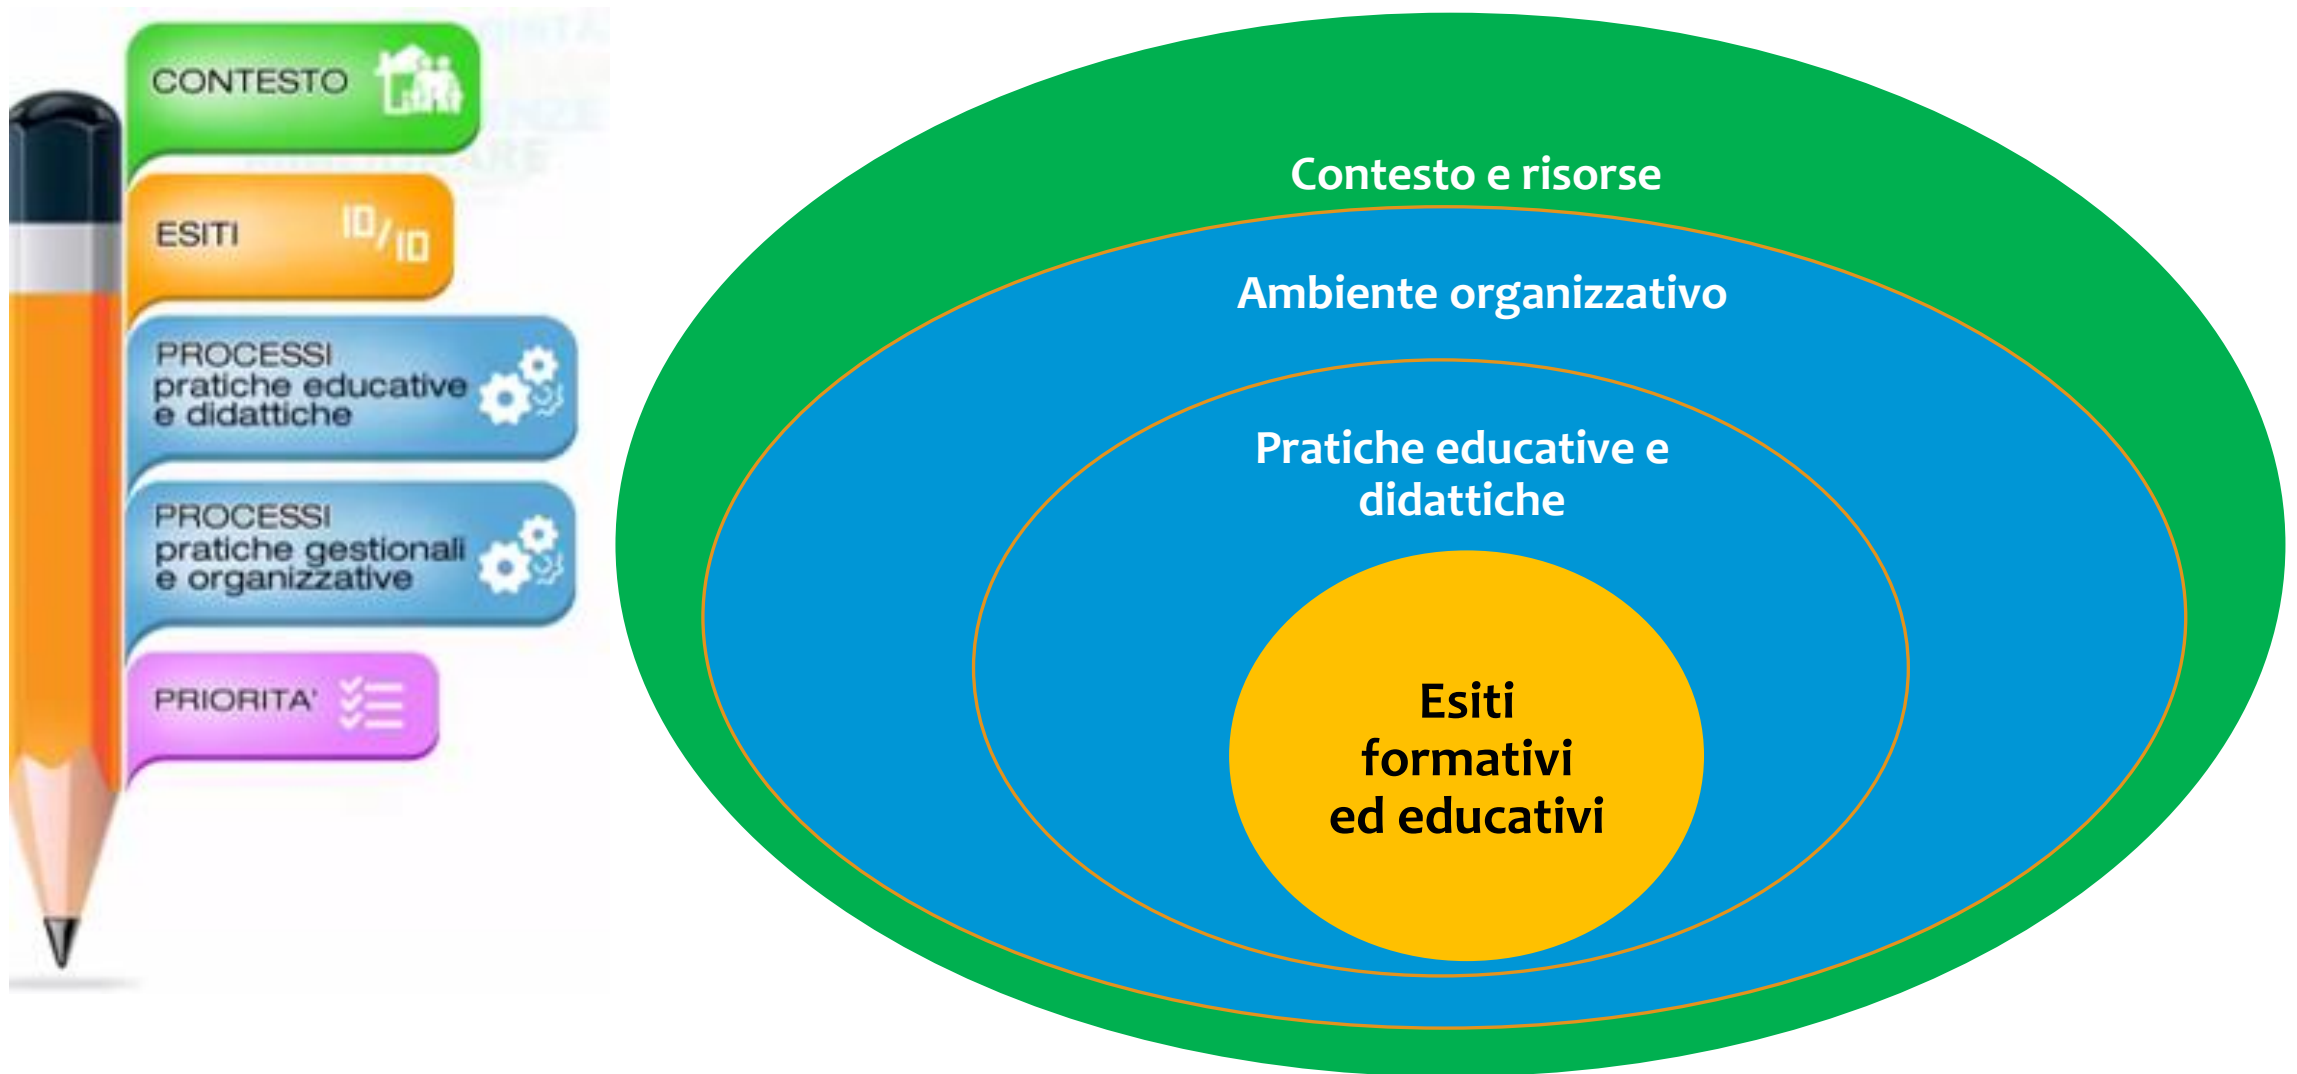 CONTESTO
ESITI 10/10
PROCESSI
pratiche educative
e didattiche
PROCESSI
pratiche gestionali
e organizzative
PRIORITA'
Contesto e risorse
Ambiente organizzativo
Pratiche educative e
didattiche
Esiti
formativi
ed educativi